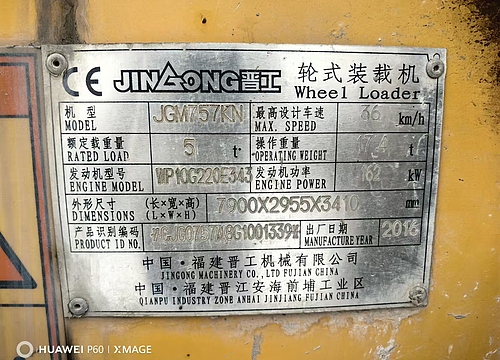 CE JINGONG晋工 轮式装载机
Wheel Loader
机型 JGM757KN 最高设计车速 36 km/h
MODEL MAX. SPEED
额定载重量 5 t 操作重量 17.4 t
RATED LOAD OPERATING WEIGHT
发动机型号 WP10G220E343 发动机功率 162 kW
ENGINE MODEL ENGINE POWER
外形尺寸 (长×宽×高) 7900X2955X3410 mm
DIMENSIONS (L×W×H)
产品识别编码 出厂日期 2016
PRODUCT ID NO. MANUFACTURE YEAR
中国·福建晋工机械有限公司
JINGONG MACHINERY CO., LTD FUJIAN CHINA
中国·福建晋江安海前埔工业区
QIANPU INDUSTRY ZONE ANHAI JINJIANG FUJIAN CHINA
HUAWEI P60 | XMAGE